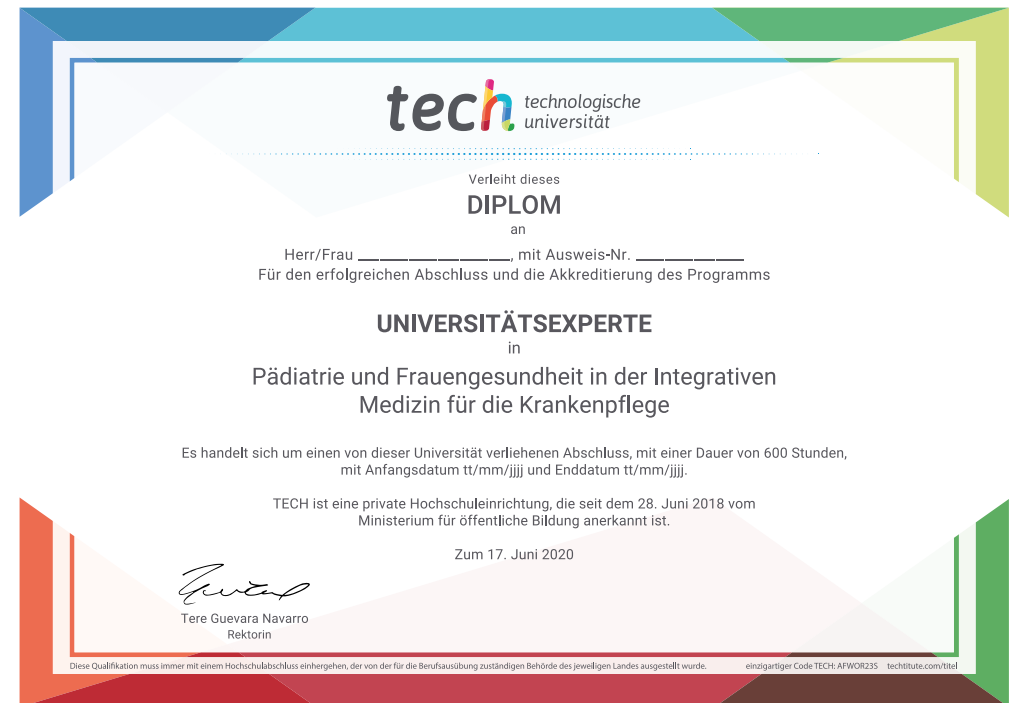 tech technologische
universität
Verleiht dieses
DIPLOM
an
Herr/Frau ____________________, mit Ausweis-Nr. ______________
Für den erfolgreichen Abschluss und die Akkreditierung des Programms
UNIVERSITÄTSEXPERTE
in
Pädiatrie und Frauengesundheit in der Integrativen
Medizin für die Krankenpflege
Es handelt sich um einen von dieser Universität verliehenen Abschluss, mit einer Dauer von 600 Stunden,
mit Anfangsdatum tt/mm/jjjj und Enddatum tt/mm/jjjj.
TECH ist eine private Hochschuleinrichtung, die seit dem 28. Juni 2018 vom
Ministerium für öffentliche Bildung anerkannt ist.
Zum 17. Juni 2020
Tere Guevara Navarro
Rektorin
Diese Qualifikation muss immer mit einem Hochschulabschluss einhergehen, der von der für die Berufsausübung zuständigen Behörde des jeweiligen Landes ausgestellt wurde. einzigartiger Code TECH: AFWOR23S techtitute.com/titel